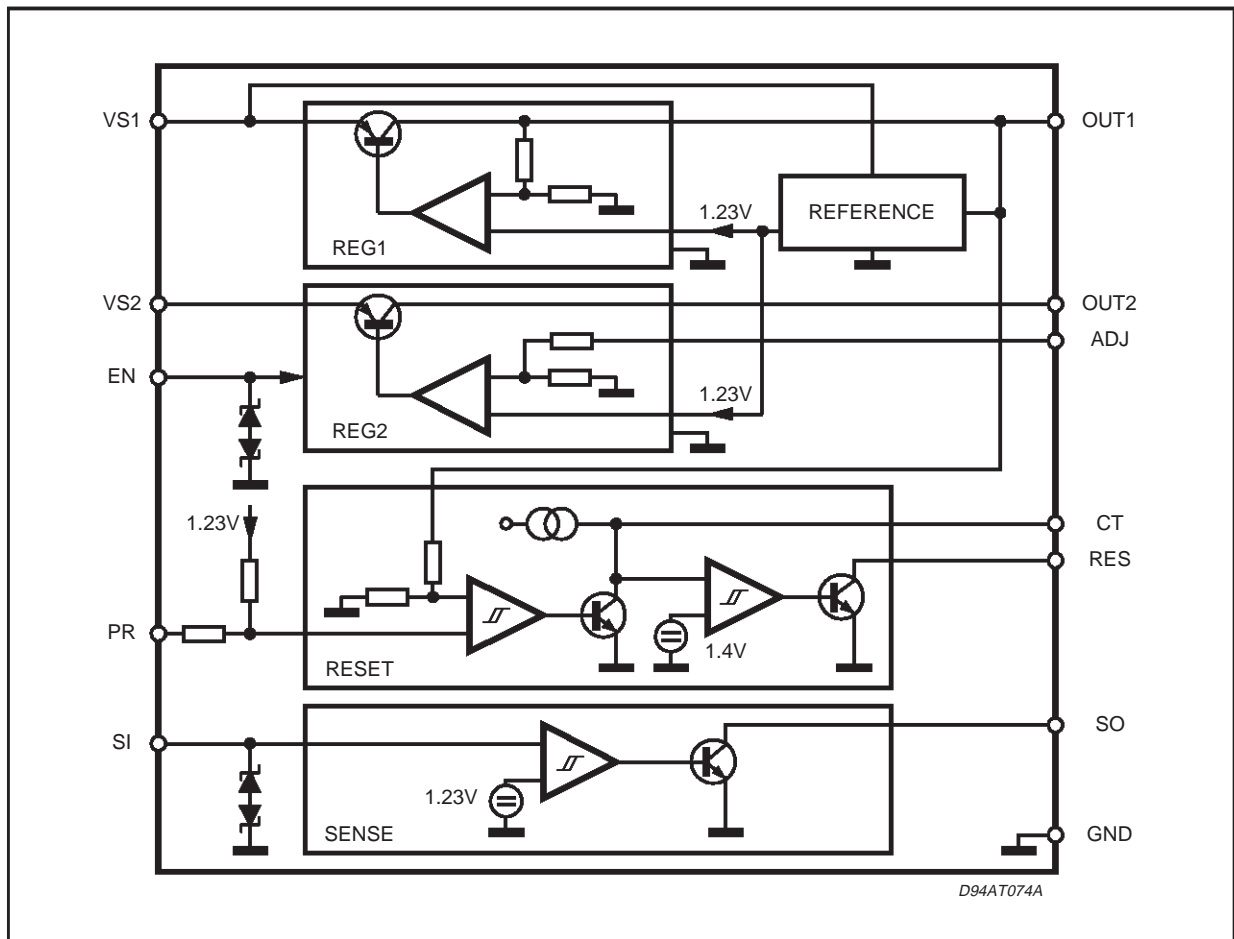 VS1
OUT1
REFERENCE
1.23V
REG1
VS2
OUT2
ADJ
EN
1.23V
REG2
1.23V
CT
RES
PR
1.4V
RESET
SI
SO
1.23V
SENSE
GND
D94AT074A